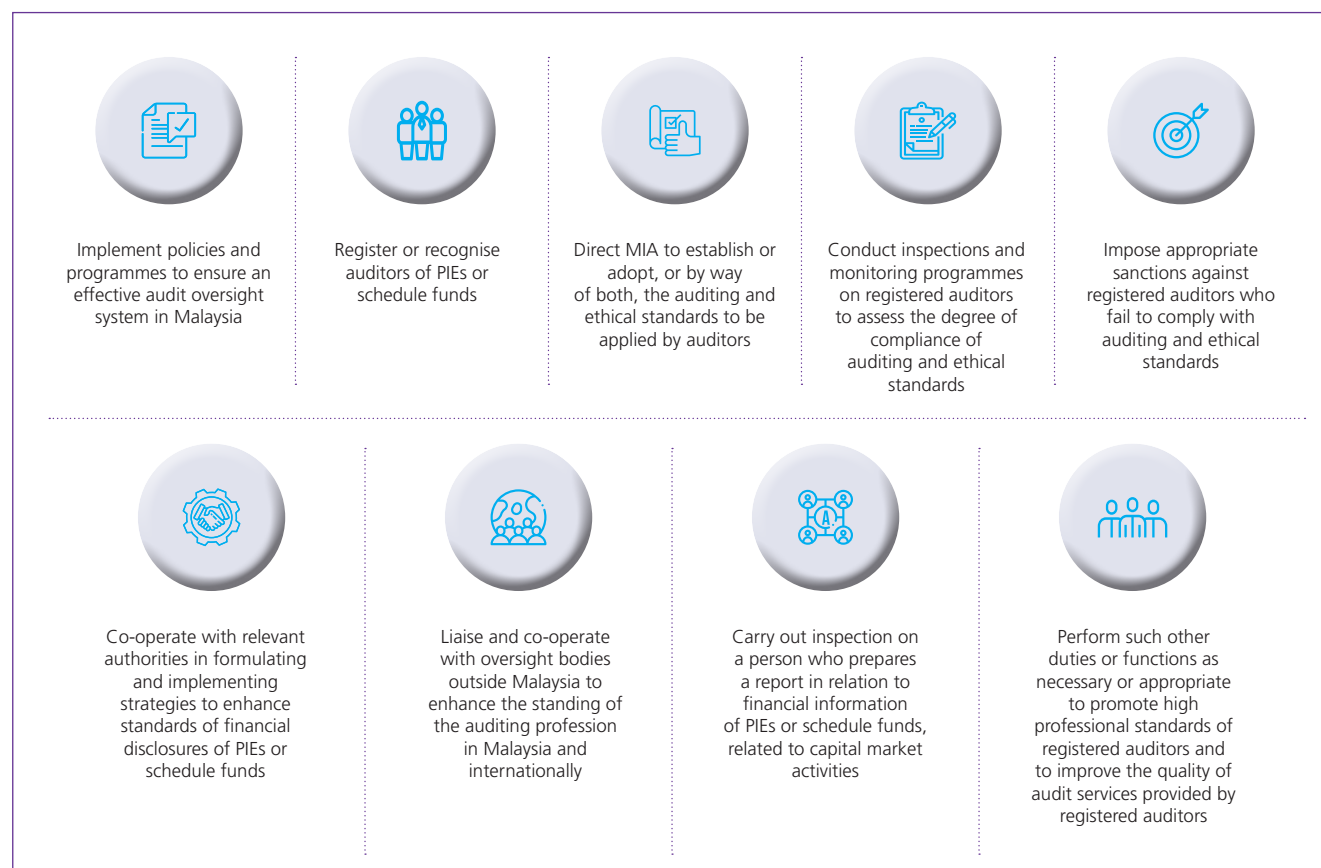 Implement policies and
programmes to ensure an
effective audit oversight
system in Malaysia
Register or recognise
auditors of PIEs or
schedule funds
Direct MIA to establish or
adopt, or by way
of both, the auditing and
ethical standards to be
applied by auditors
Conduct inspections and
monitoring programmes
on registered auditors
to assess the degree of
compliance of
auditing and ethical
standards
Impose appropriate
sanctions against
registered auditors who
fail to comply with
auditing and ethical
standards
Co-operate with relevant
authorities in formulating
and implementing
strategies to enhance
standards of financial
disclosures of PIEs or
schedule funds
Liaise and co-operate
with oversight bodies
outside Malaysia to
enhance the standing of
the auditing profession
in Malaysia and
internationally
A
Carry out inspection on
a person who prepares
a report in relation to
financial information
of PIEs or schedule funds,
related to capital market
activities
Perform such other
duties or functions as
necessary or appropriate
to promote high
professional standards of
registered auditors and
to improve the quality of
audit services provided by
registered auditors